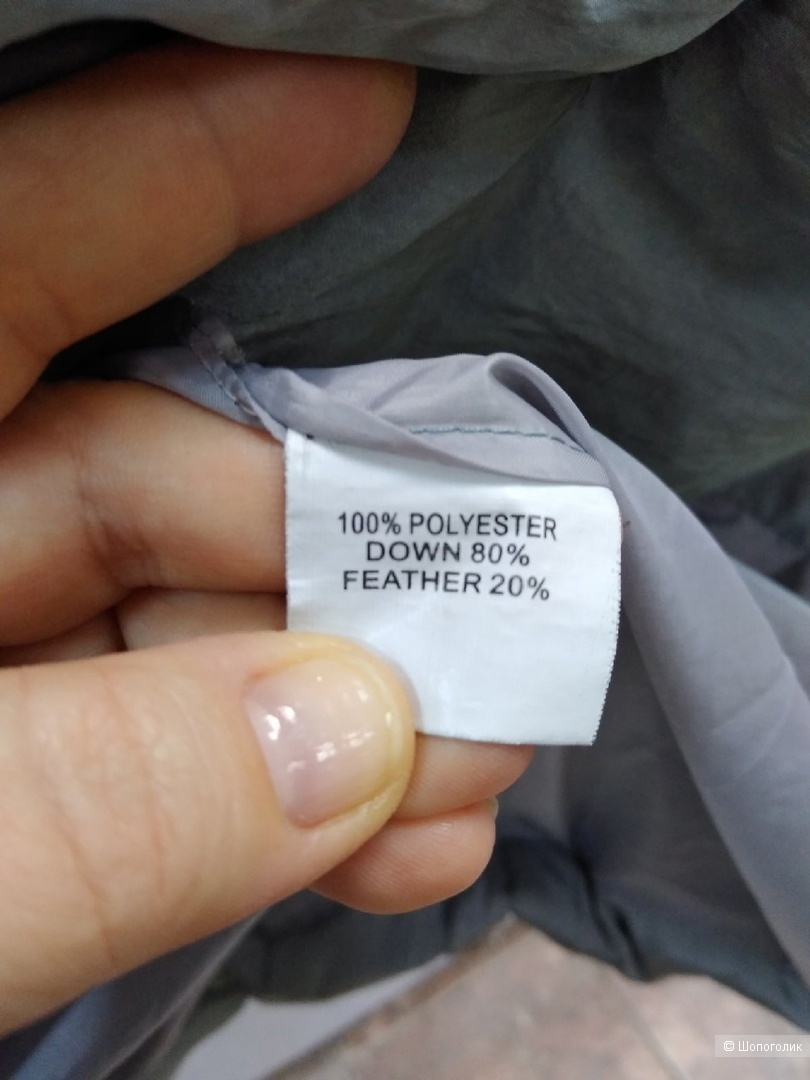 100% POLYESTER
DOWN 80%
FEATHER 20%
© Шопоголик